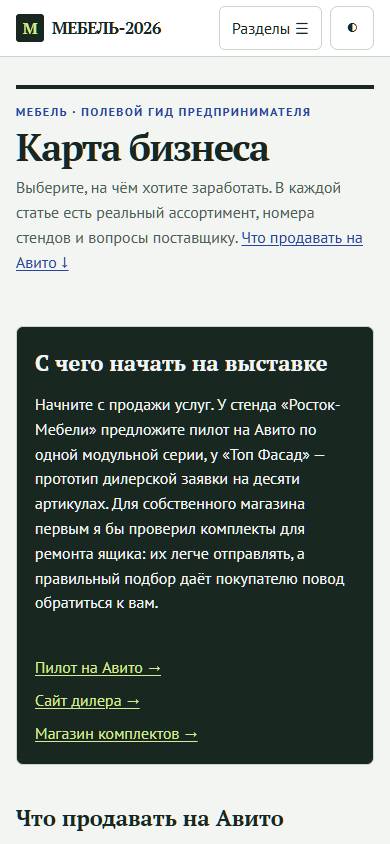 М МЕБЕЛЬ-2026 Разделы ☰ ◐
МЕБЕЛЬ · ПОЛЕВОЙ ГИД ПРЕДПРИНИМАТЕЛЯ
Карта бизнеса
Выберите, на чём хотите заработать. В каждой
статье есть реальный ассортимент, номера
стендов и вопросы поставщику. Что продавать на
Авито ↓
С чего начать на выставке
Начните с продажи услуг. У стенда «Росток-
Мебели» предложите пилот на Авито по
одной модульной серии, у «Топ Фасад» —
прототип дилерской заявки на десяти
артикулах. Для собственного магазина
первым я бы проверил комплекты для
ремонта ящика: их легче отправлять, а
правильный подбор даёт покупателю повод
обратиться к вам.
Пилот на Авито →
Сайт дилера →
Магазин комплектов →
Что продавать на Авито